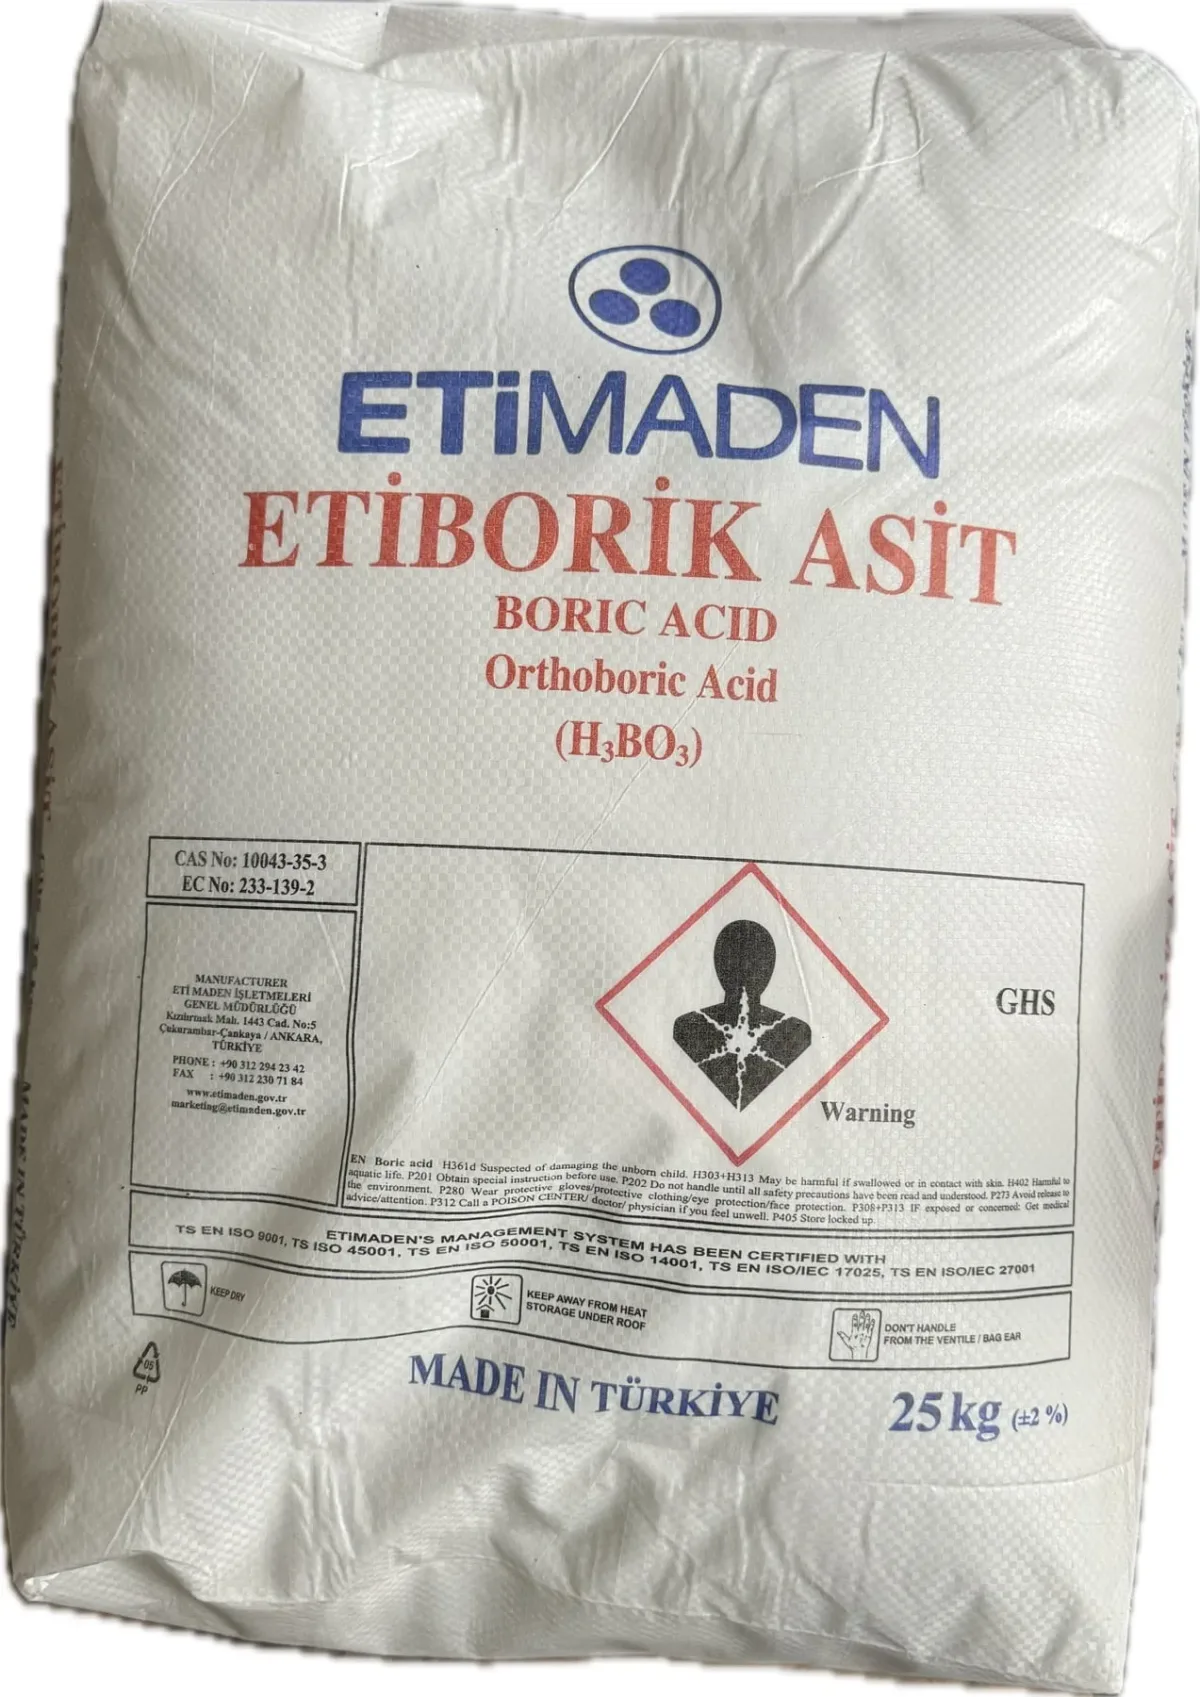 ETiMADEN
ETİBORİK ASİT
BORIC ACID
Orthoboric Acid
(H₃BO₃)
CAS No: 10043-35-3
EC No: 233-139-2
MANUFACTURER
ETİ MADEN İŞLETMELERİ
GENEL MÜDÜRLÜĞÜ
Kızılırmak Mah. 1443 Cad. No:5
Çukurambar-Çankaya / ANKARA,
TÜRKİYE
PHONE : +90 312 294 23 42
FAX : +90 312 230 71 84
www.etimaden.gov.tr
marketing@etimaden.gov.tr
GHS
Warning
EN Boric acid H361d Suspected of damaging the unborn child. H303+H313 May be harmful if swallowed or in contact with skin. H402 Harmful to
aquatic life. P201 Obtain special instruction before use. P202 Do not handle until all safety precautions have been read and understood. P273 Avoid release to
the environment. P280 Wear protective gloves/protective clothing/eye protection/face protection. P308+P313 IF exposed or concerned: Get medical
advice/attention. P312 Call a POISON CENTER/ doctor/ physician if you feel unwell. P405 Store locked up.
ETIMADEN'S MANAGEMENT SYSTEM HAS BEEN CERTIFIED WITH
TS EN ISO 9001, TS ISO 45001, TS EN ISO 50001, TS EN ISO 14001, TS EN ISO/IEC 17025, TS EN ISO/IEC 27001
KEEP DRY
KEEP AWAY FROM HEAT
STORAGE UNDER ROOF
DON'T HANDLE
FROM THE VENTILE / BAG EAR
05
PP
MADE IN TÜRKİYE
25 kg (±2 %)
MADE IN TÜRKİYE